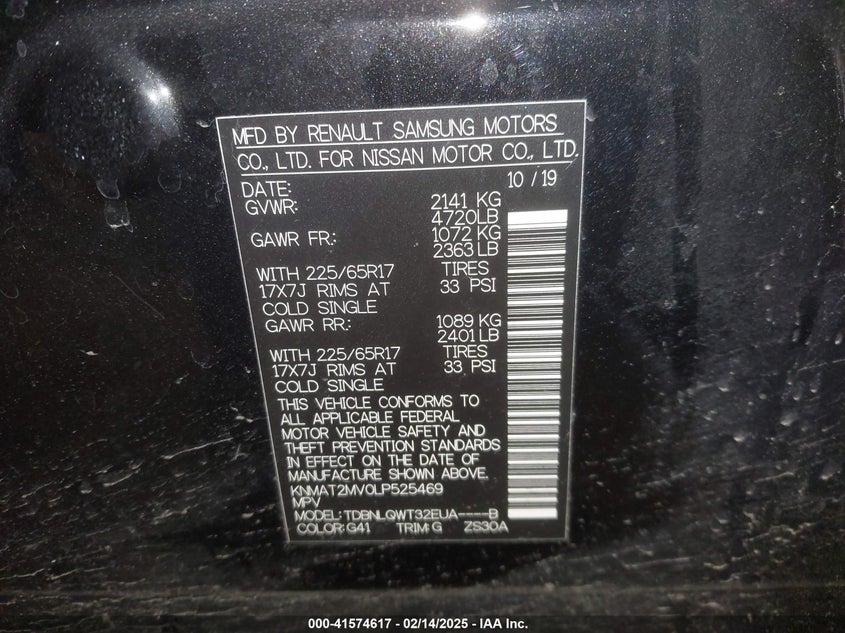 MFD BY RENAULT SAMSUNG MOTORS
CO., LTD. FOR NISSAN MOTOR CO., LTD.
DATE: 10 / 19
GVWR: 2141 KG
4720LB
GAWR FR: 1072 KG
2363 LB
WITH 225/65R17 TIRES
17X7J RIMS AT 33 PSI
COLD SINGLE
GAWR RR: 1089 KG
2401 LB
WITH 225/65R17 TIRES
17X7J RIMS AT 33 PSI
COLD SINGLE
THIS VEHICLE CONFORMS TO
ALL APPLICABLE FEDERAL
MOTOR VEHICLE SAFETY AND
THEFT PREVENTION STANDARDS
IN EFFECT ON THE DATE OF
MANUFACTURE SHOWN ABOVE.
KNMAT2MV0LP525469
MPV
MODEL: TDBNLQWT32EUA----B
COLOR: G41 TRIM: G ZS30A
000-41574617 - 02/14/2025 - IAA Inc.